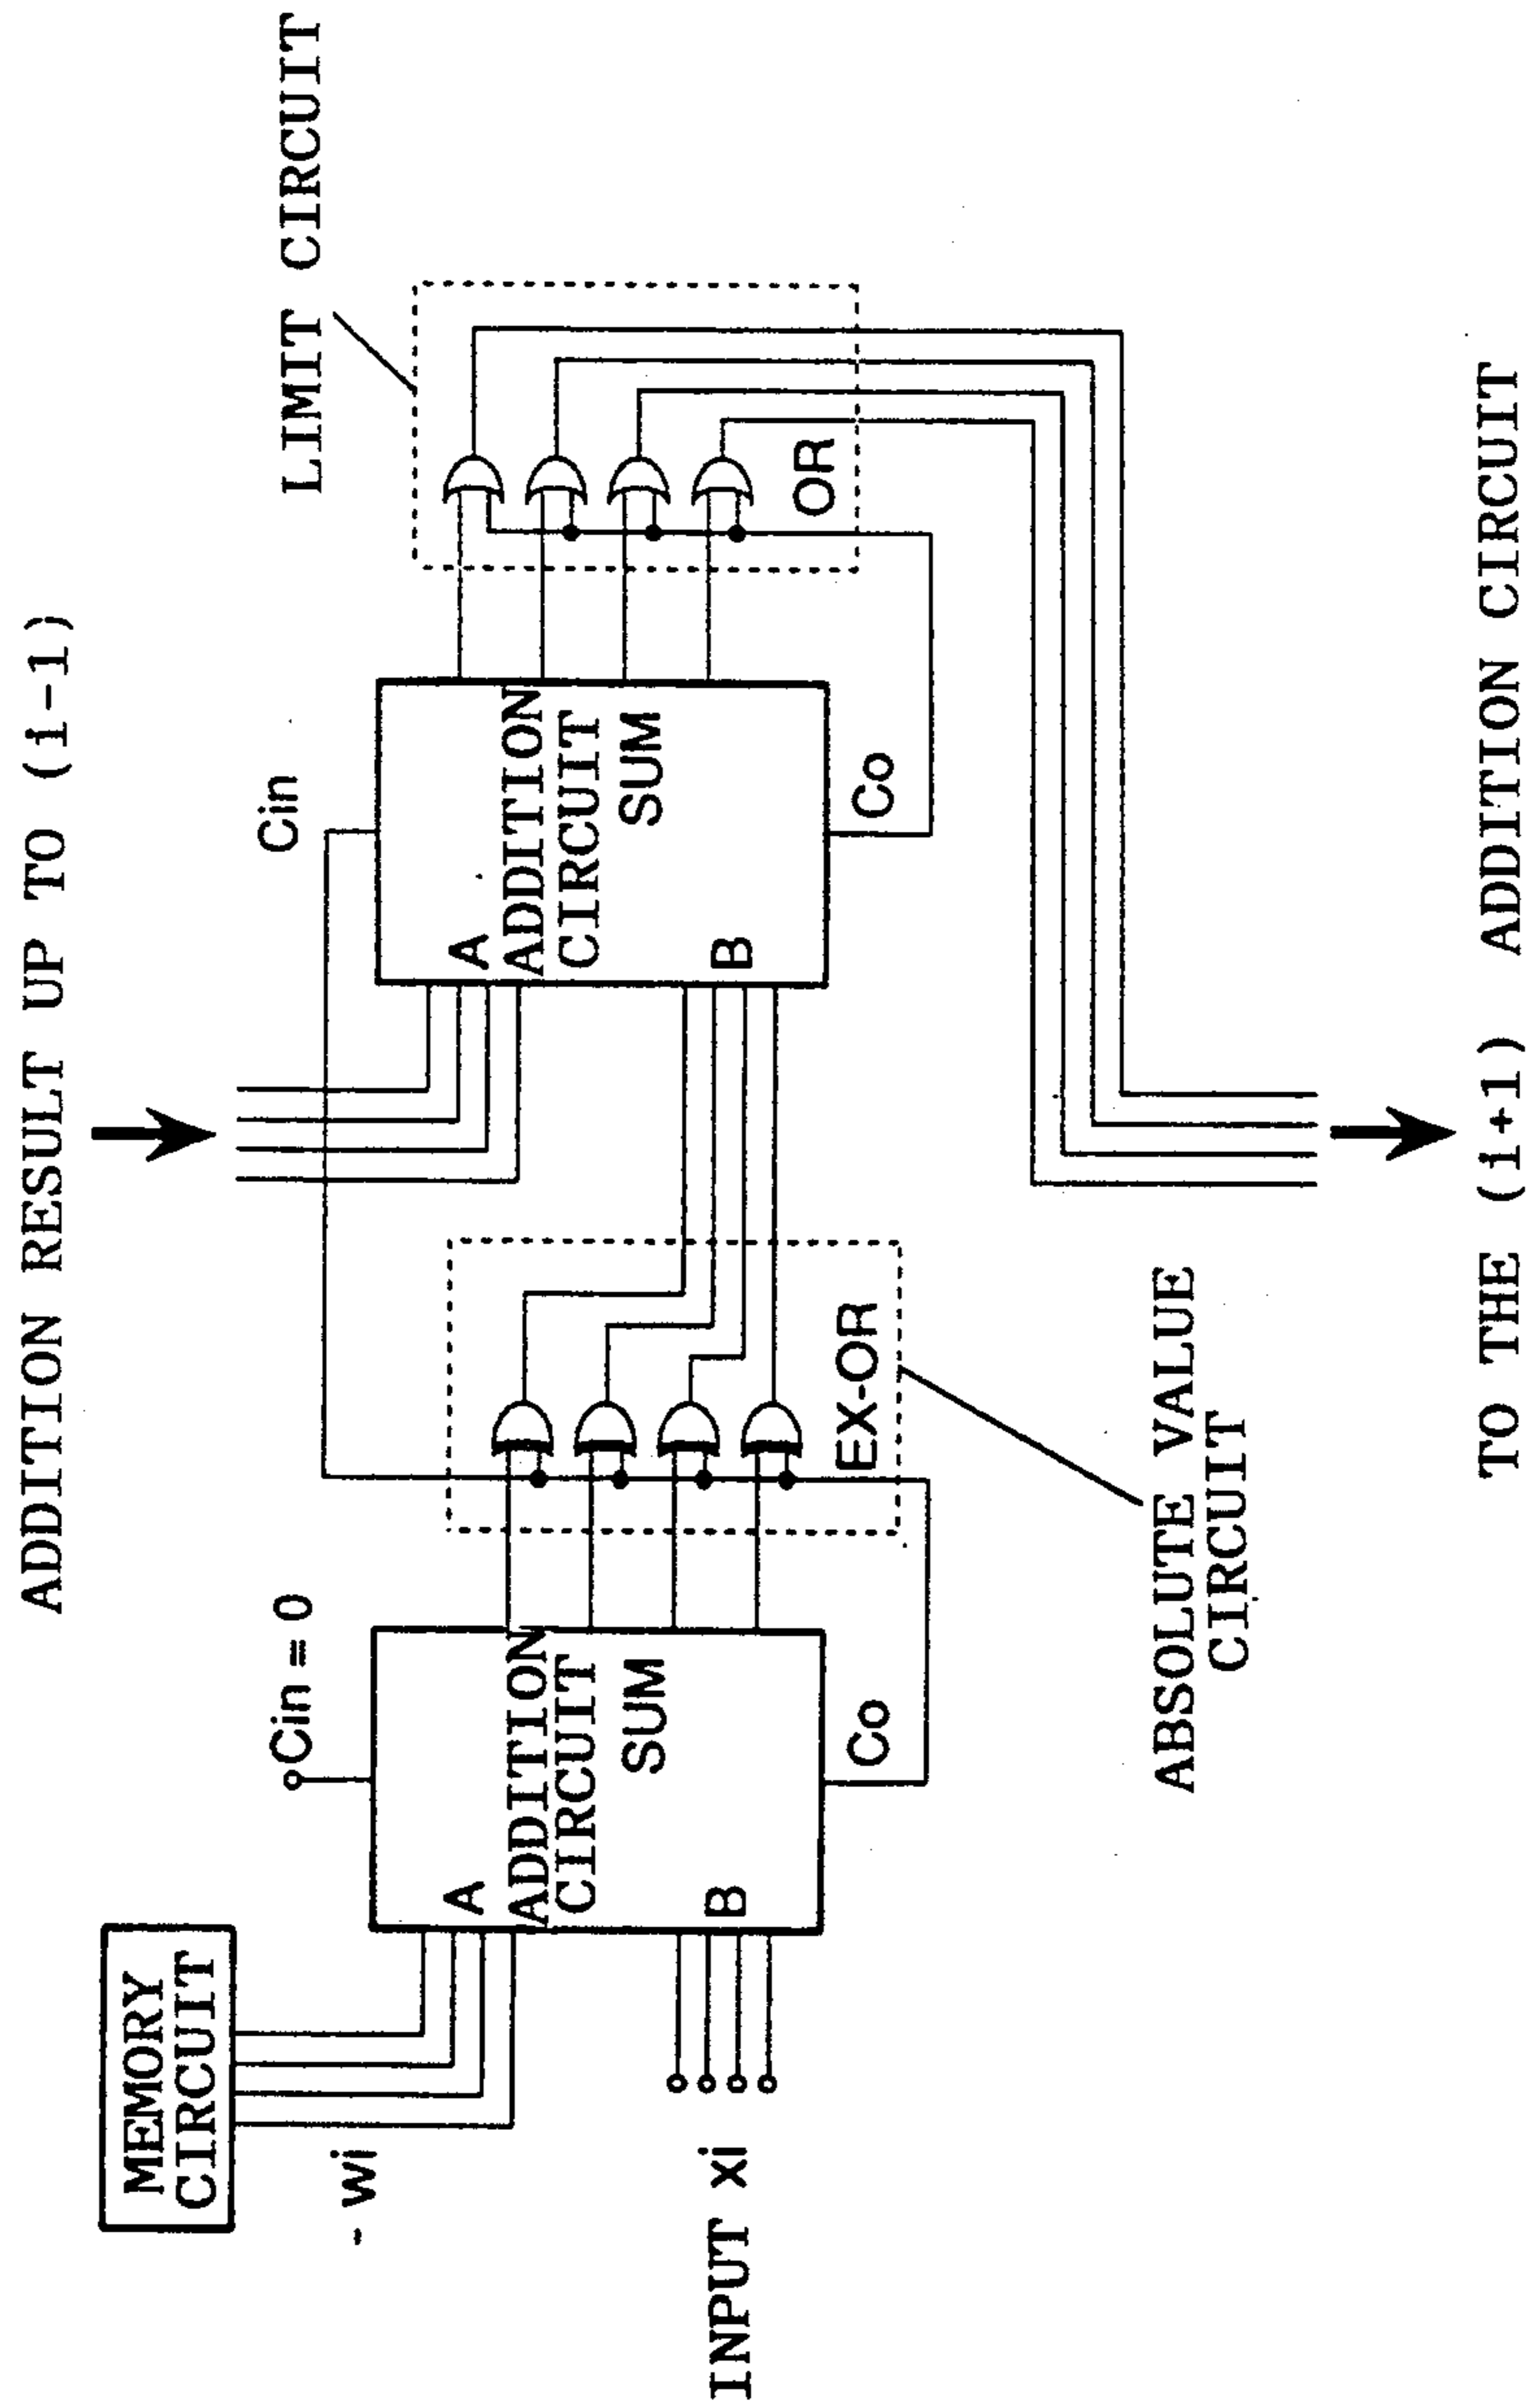 ADDITION RESULT UP TO (i-1)
MEMORY
CIRCUIT
- wi
INPUT xi
Cin = 0
A
ADDITION
CIRCUIT
SUM
B
Co
EX-OR
ABSOLUTE VALUE
CIRCUIT
Cin
A
ADDITION
CIRCUIT
SUM
B
Co
OR
LIMIT CIRCUIT
TO THE (i+1) ADDITION CIRCUIT